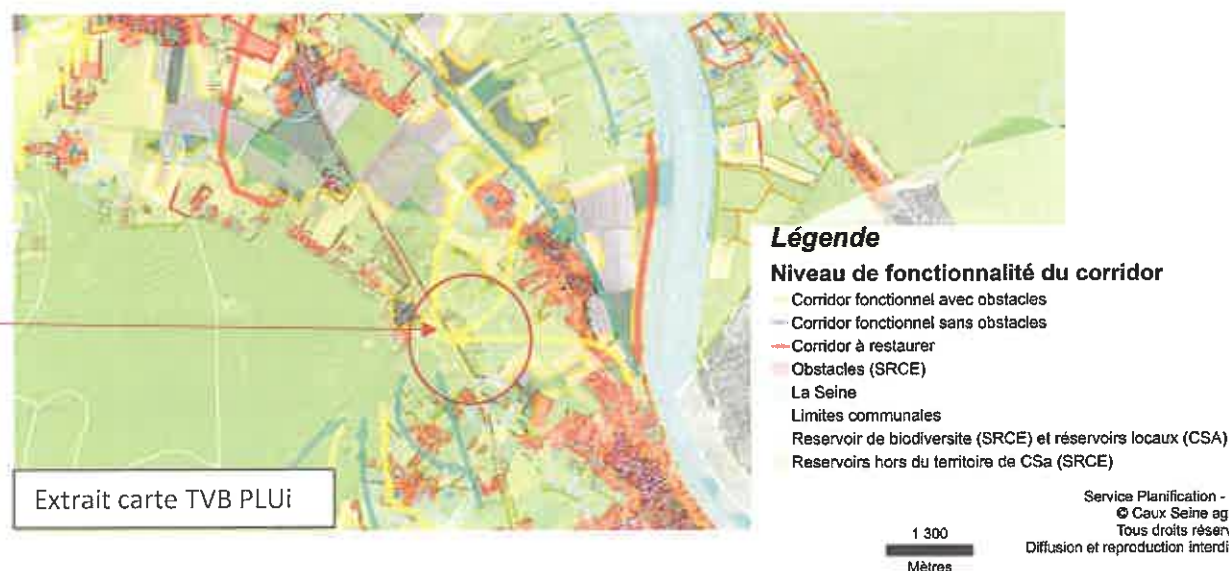 Légende
Niveau de fonctionnalité du corridor
Corridor fonctionnel avec obstacles
Corridor fonctionnel sans obstacles
Corridor à restaurer
Obstacles (SRCE)
La Seine
Limites communales
Reservoir de biodiversite (SRCE) et réservoirs locaux (CSA)
Reservoirs hors du territoire de CSa (SRCE)
Extrait carte TVB PLUi
Service Planification -
© Caux Seine ag
Tous droits réser
Diffusion et reproduction interdi
1 300
Mètres